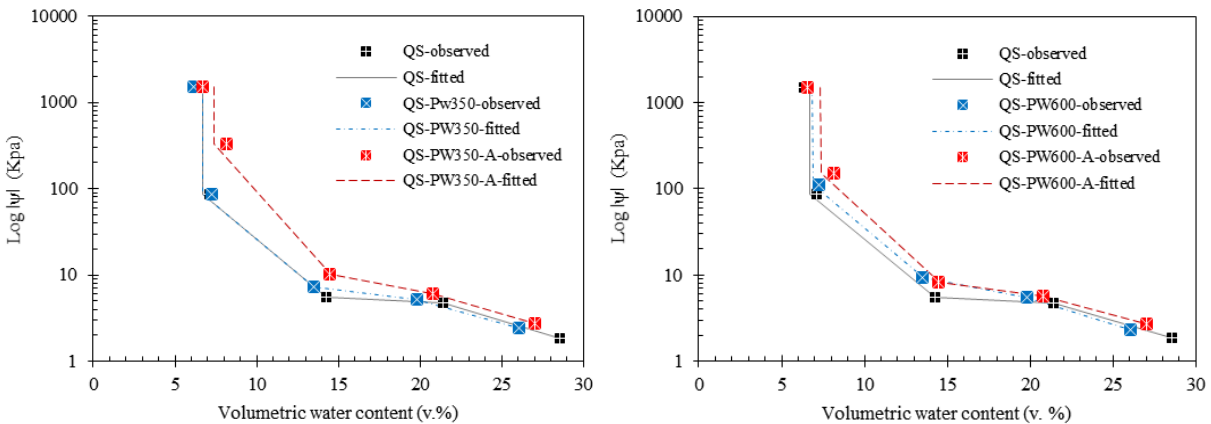 10000
1000
100
10
1
Log |ψ| (Kpa)
QS-observed
QS-fitted
QS-Pw350-observed
QS-PW350-fitted
QS-PW350-A-observed
QS-PW350-A-fitted
0 5 10 15 20 25 30
Volumetric water content (v.%)
10000
1000
100
10
1
Log |ψ| (Kpa)
QS-observed
QS-fitted
QS-PW600-observed
QS-PW600-fitted
QS-PW600-A-observed
QS-PW600-A-fitted
0 5 10 15 20 25 30
Volumetric water content (v. %)